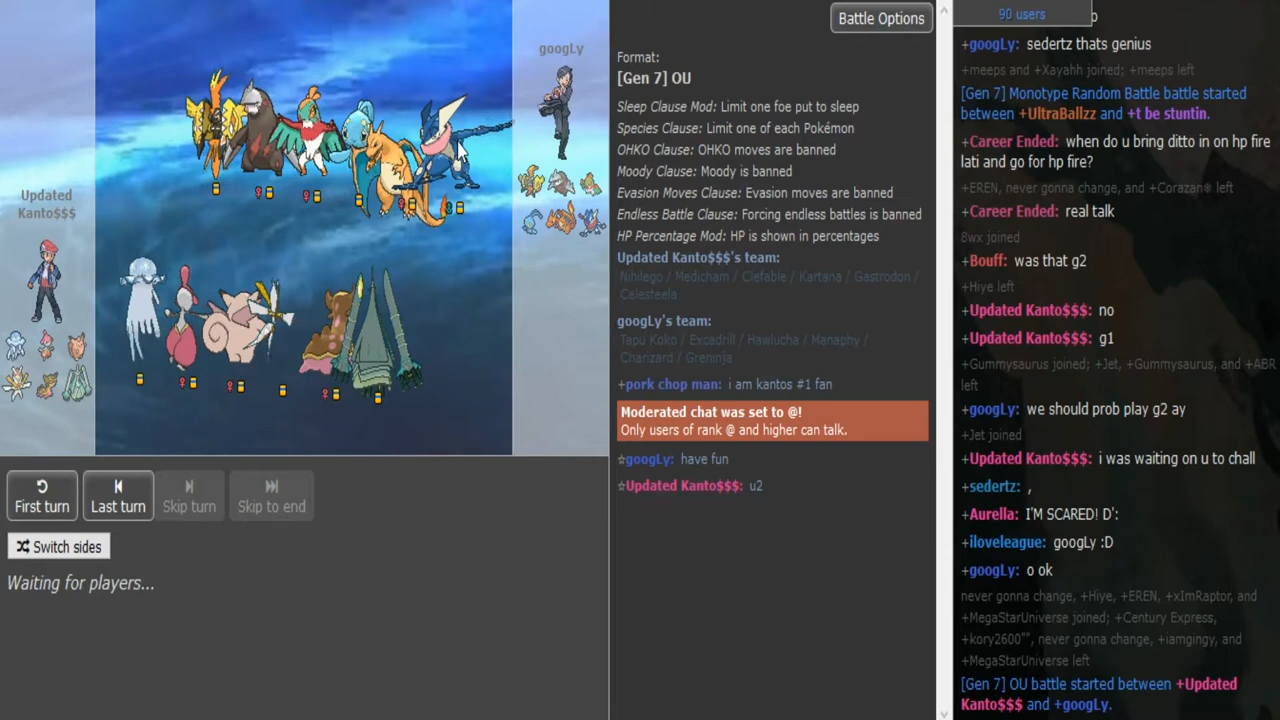 Updated
Kanto$$$
googLy
First turn
Last turn
Skip turn
Skip to end
Switch sides
Waiting for players...
Battle Options
Format:
[Gen 7] OU
Sleep Clause Mod: Limit one foe put to sleep
Species Clause: Limit one of each Pokémon
OHKO Clause: OHKO moves are banned
Moody Clause: Moody is banned
Evasion Moves Clause: Evasion moves are banned
Endless Battle Clause: Forcing endless battles is banned
HP Percentage Mod: HP is shown in percentages
Updated Kanto$$$'s team:
Nihilego / Medicham / Clefable / Kartana / Gastrodon /
Celesteela
googLy's team:
Tapu Koko / Excadrill / Hawlucha / Manaphy /
Charizard / Greninja
+pork chop man: i am kantos #1 fan
Moderated chat was set to @!
Only users of rank @ and higher can talk.
☆googLy: have fun
☆Updated Kanto$$$: u2
90 users
+googLy: sedertz thats genius
+meeps and +Xayahh joined; +meeps left
[Gen 7] Monotype Random Battle battle started
between +UltraBallzz and +t be stuntin.
+Career Ended: when do u bring ditto in on hp fire
lati and go for hp fire?
+EREN, never gonna change, and +Corazan❄ left
+Career Ended: real talk
8wx joined
+Bouff: was that g2
+Hiye left
+Updated Kanto$$$: no
+Updated Kanto$$$: g1
+Gummysaurus joined; +Jet, +Gummysaurus, and +ABR
left
+googLy: we should prob play g2 ay
+Jet joined
+Updated Kanto$$$: i was waiting on u to chall
+sedertz: ,
+Aurella: I'M SCARED! D':
+iloveleague: googLy :D
+googLy: o ok
never gonna change, +Hiye, +EREN, +xImRaptor, and
+MegaStarUniverse joined; +Century Express,
+kory2600"", never gonna change, +iamgingy, and
+MegaStarUniverse left
[Gen 7] OU battle started between +Updated
Kanto$$$ and +googLy.